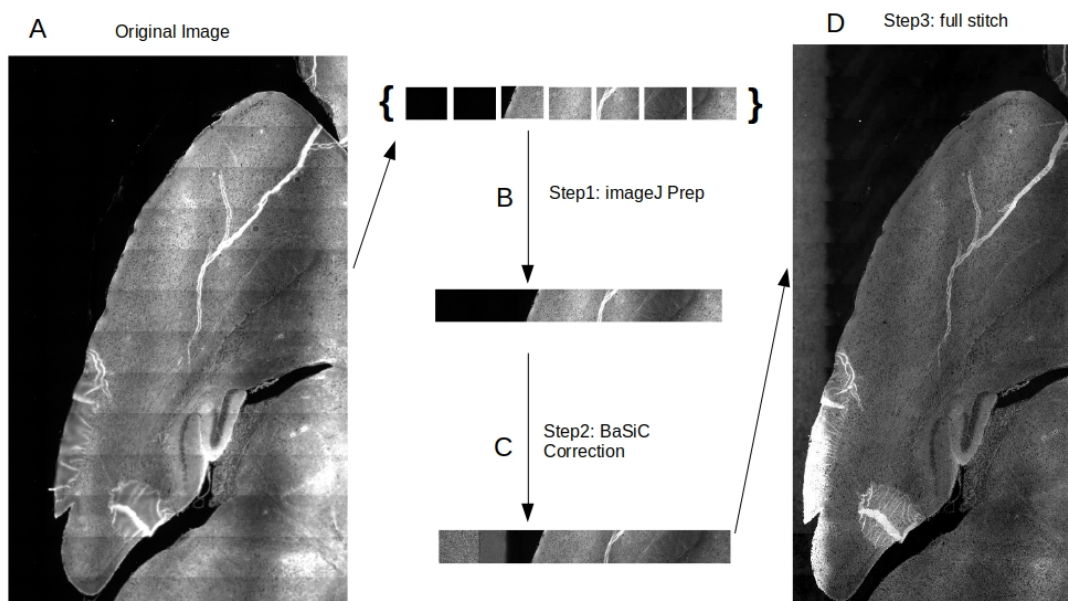 A
Original Image
{ }
B
Step1: imageJ Prep
C
Step2: BaSiC
Correction
D
Step3: full stitch